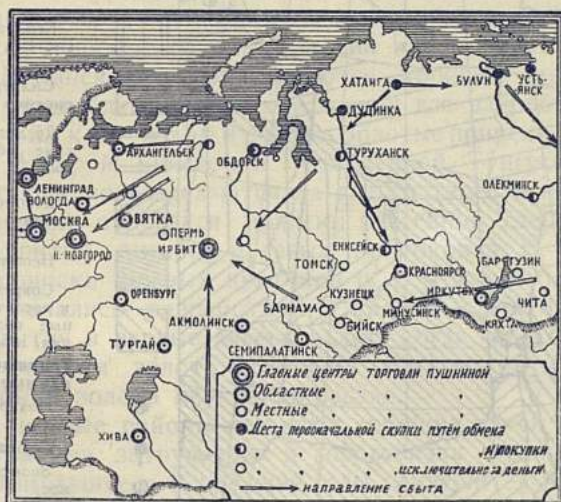 ХАТАНГА
БУЛУН
УСТЬ-
ЯНСК
ДУДИНКА
АРХАНГЕЛЬСК
ОБДОРСК
ТУРУХАНСК
ЛЕНИНГРАД
ВОЛОГДА
ОЛЕКМИНСК
МОСКВА
ВЯТКА
ПЕРМЬ
ИРБИТ
Н.-НОВГОРОД
ЕНИСЕЙСК
ТОМСК
КРАСНОЯРСК
БАРГУЗИН
ИРКУТСК
ЧИТА
ОРЕНБУРГ
КУЗНЕЦК
БАРНАУЛ
МИНУСИНСК
КЯХТА
АКМОЛИНСК
БИЙСК
ТУРГАЙ
СЕМИПАЛАТИНСК
ХИВА
Главные центры торговли пушниной
Областные " " "
Местные " " "
Места первоначальной скупки путём обмена
" " " " и покупки
" " " " исключительно за деньги
НАПРАВЛЕНИЕ СБЫТА